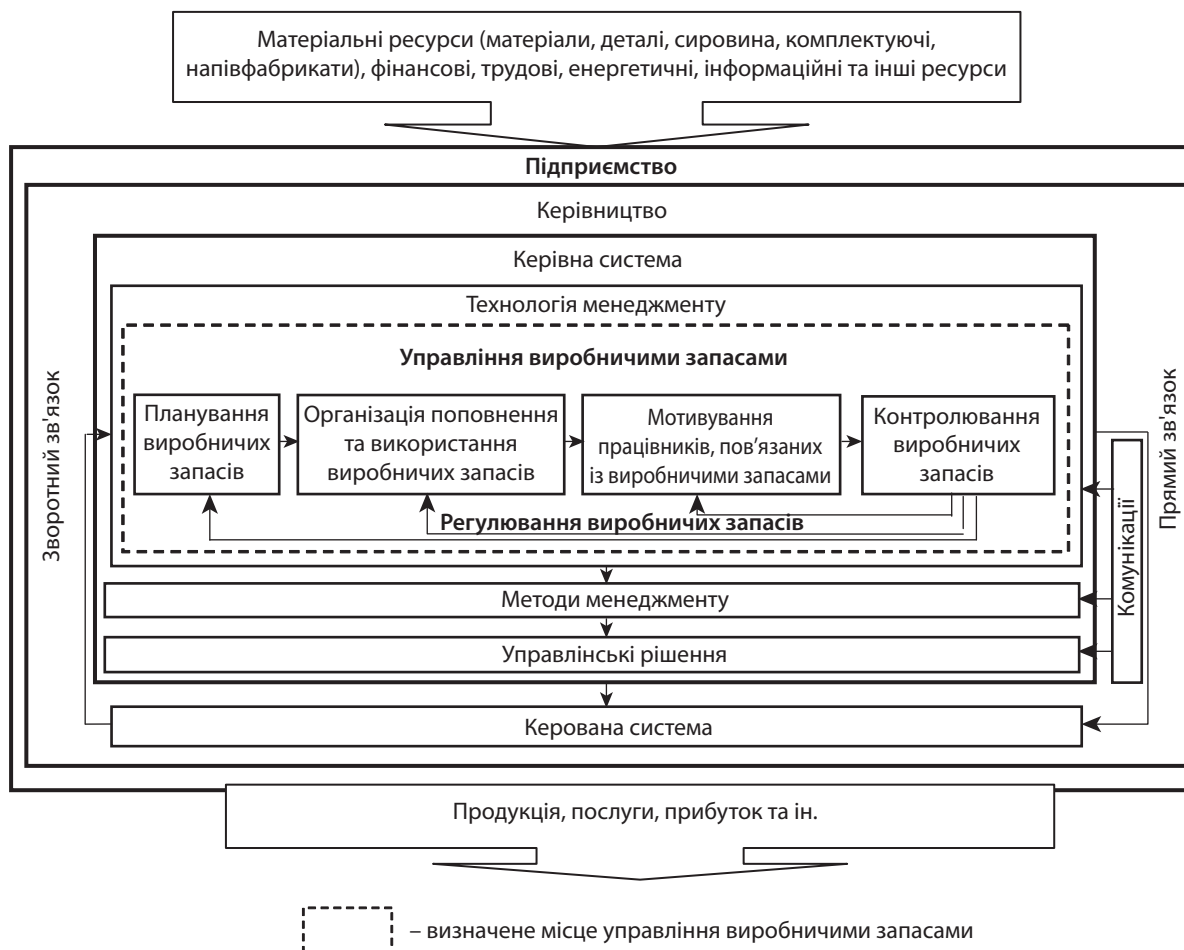 Матеріальні ресурси (матеріали, деталі, сировина, комплектуючі,
напівфабрикати), фінансові, трудові, енергетичні, інформаційні та інші ресурси
Підприємство
Керівництво
Керівна система
Технологія менеджменту
Управління виробничими запасами
Зворотний зв'язок
Планування
виробничих
запасів
Організація поповнення
та використання
виробничих запасів
Мотивування
працівників, пов’язаних
із виробничими запасами
Контролювання
виробничих
запасів
Регулювання виробничих запасів
Комунікації
Прямий зв'язок
Методи менеджменту
Управлінські рішення
Керована система
Продукція, послуги, прибуток та ін.
– визначене місце управління виробничими запасами